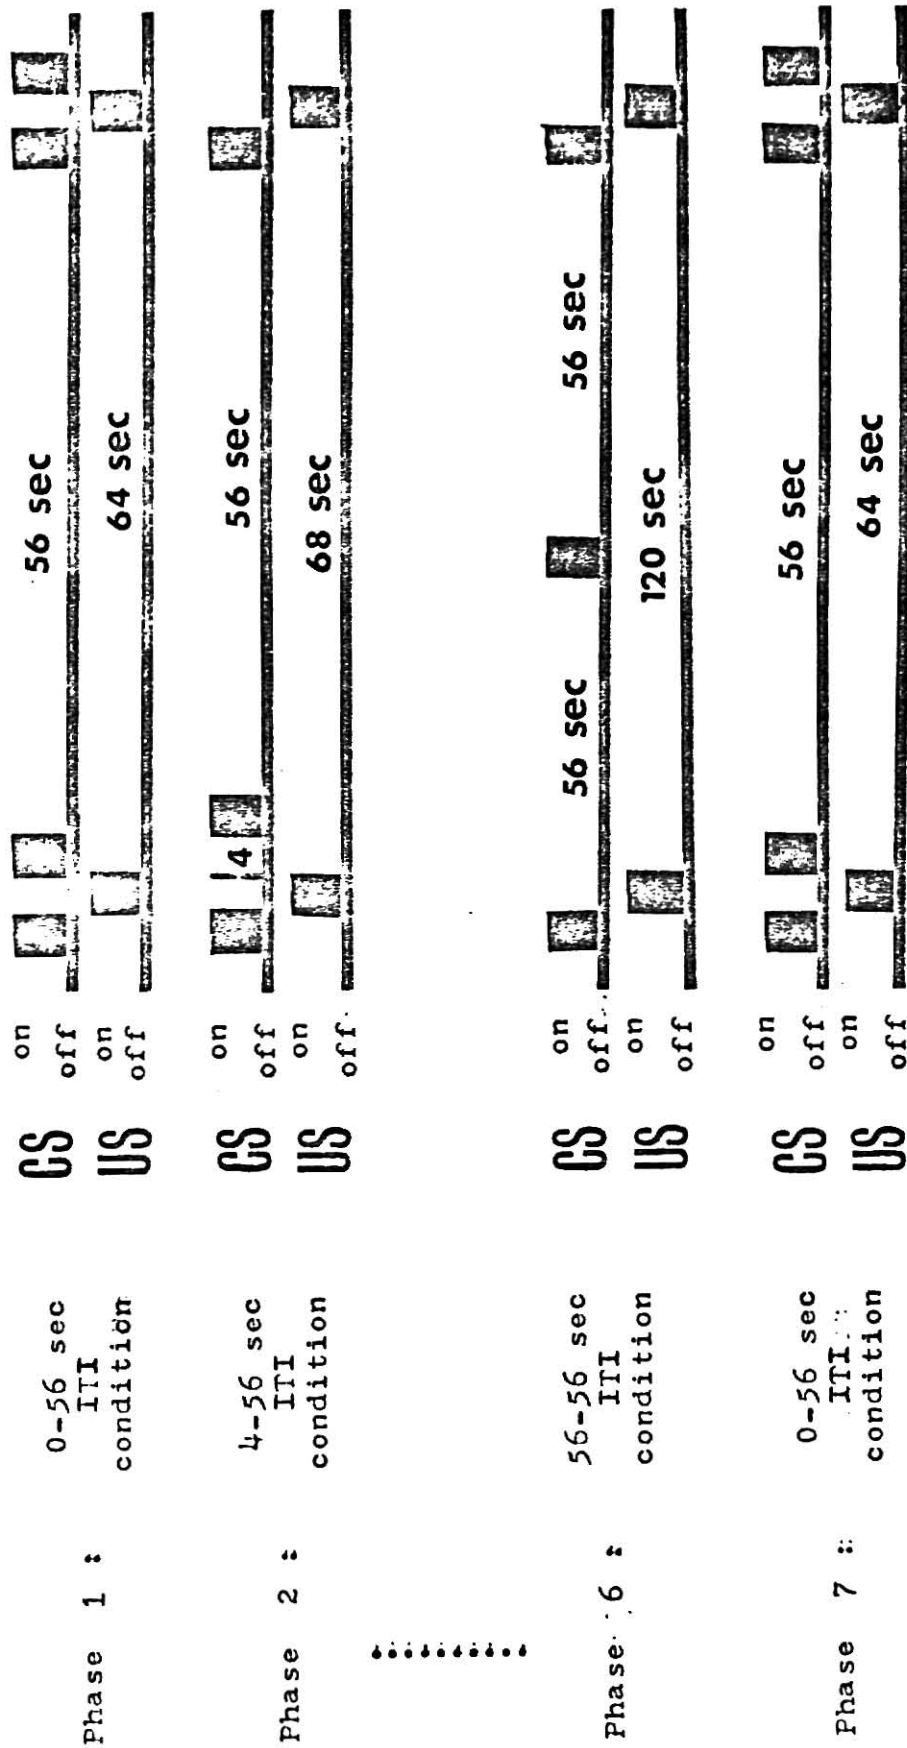 Phase 1 :
0-56 sec
ITI
condition
CS
on
off
56 sec
US
on
off
64 sec
Phase 2 :
4-56 sec
ITI
condition
CS
on
off
4
56 sec
US
on
off
68 sec
Phase 6 :
56-56 sec
ITI
condition
CS
on
off
56 sec
56 sec
US
on
off
120 sec
Phase 7 :
0-56 sec
ITI
condition
CS
on
off
56 sec
US
on
off
64 sec